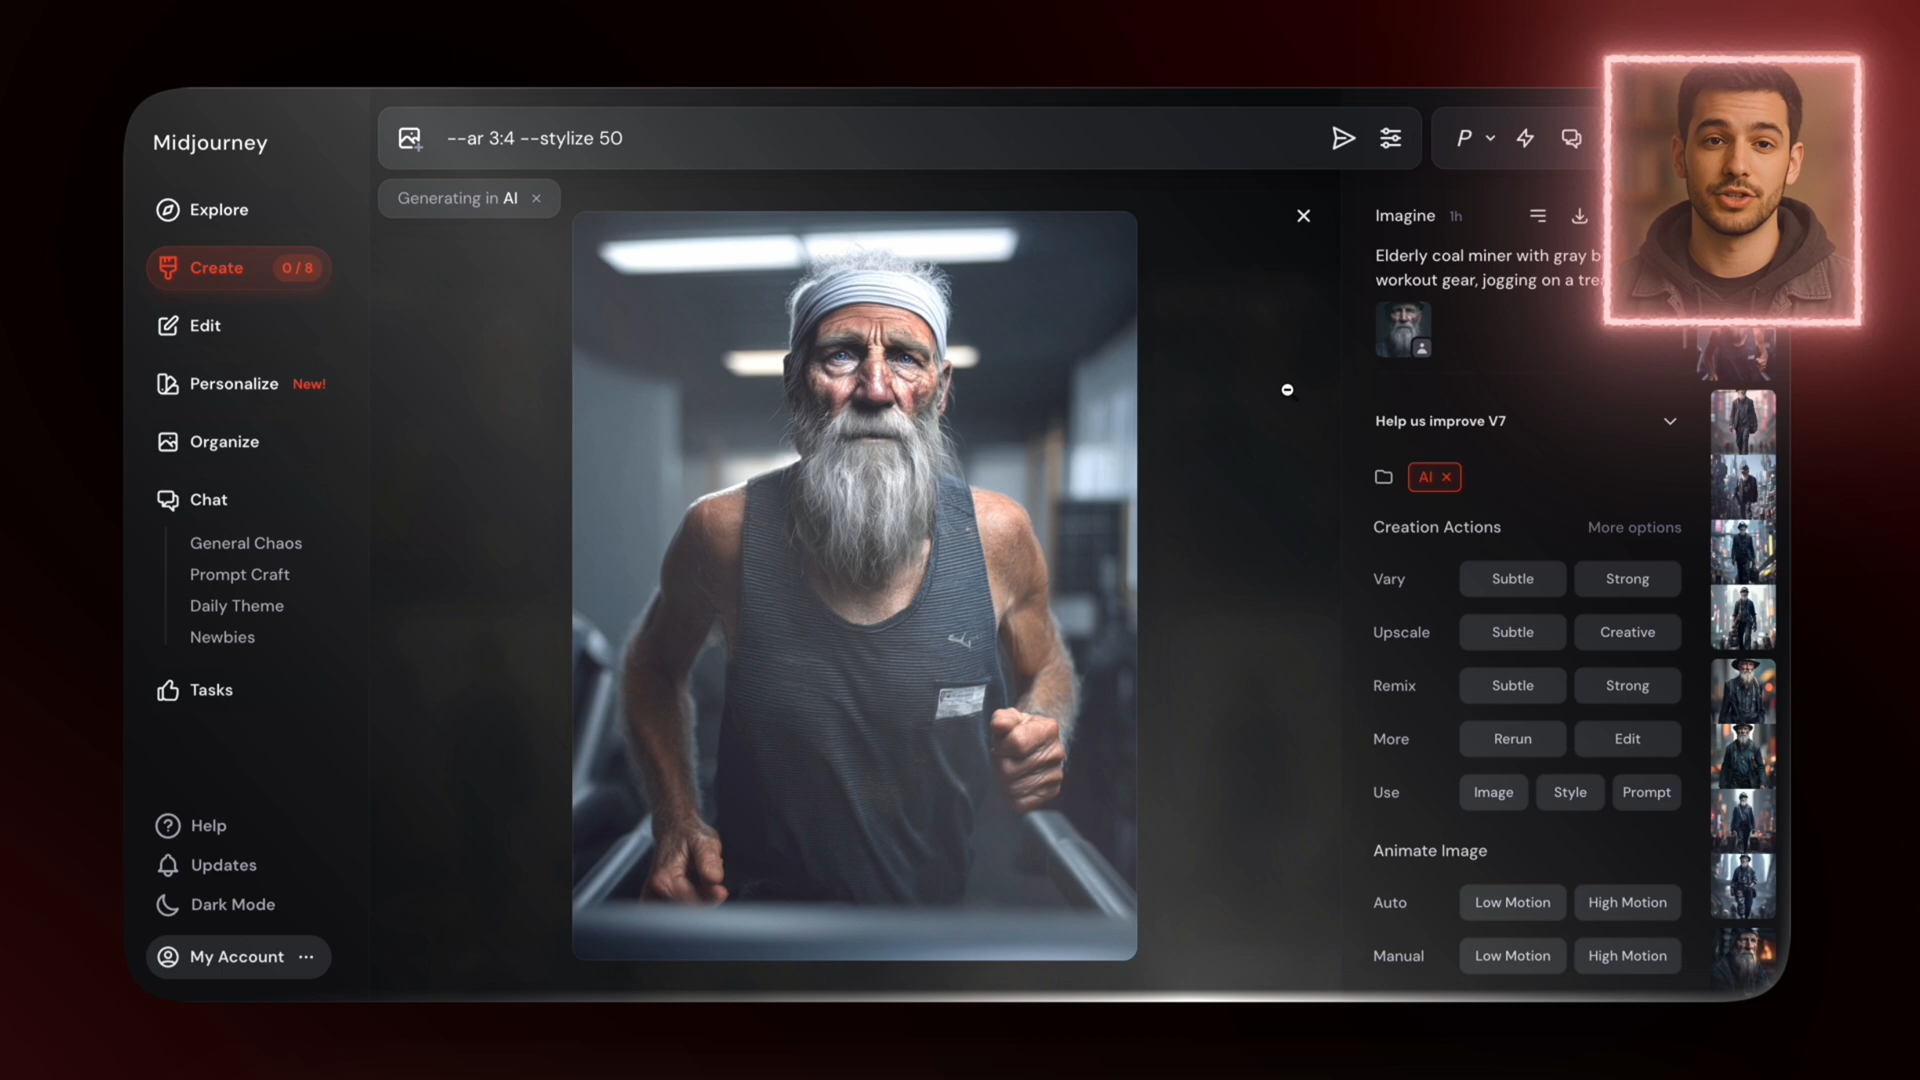 Midjourney
--ar 3:4 --stylize 50
P
Generating in AI ×
Explore
Create 0 / 8
Edit
Personalize New!
Organize
Chat
General Chaos
Prompt Craft
Daily Theme
Newbies
Tasks
Help
Updates
Dark Mode
My Account ...
Imagine 1h
Elderly coal miner with gray
workout gear, jogging on a
Help us improve V7
AI ×
Creation Actions More options
Vary Subtle Strong
Upscale Subtle Creative
Remix Subtle Strong
More Rerun Edit
Use Image Style Prompt
Animate Image
Auto Low Motion High Motion
Manual Low Motion High Motion